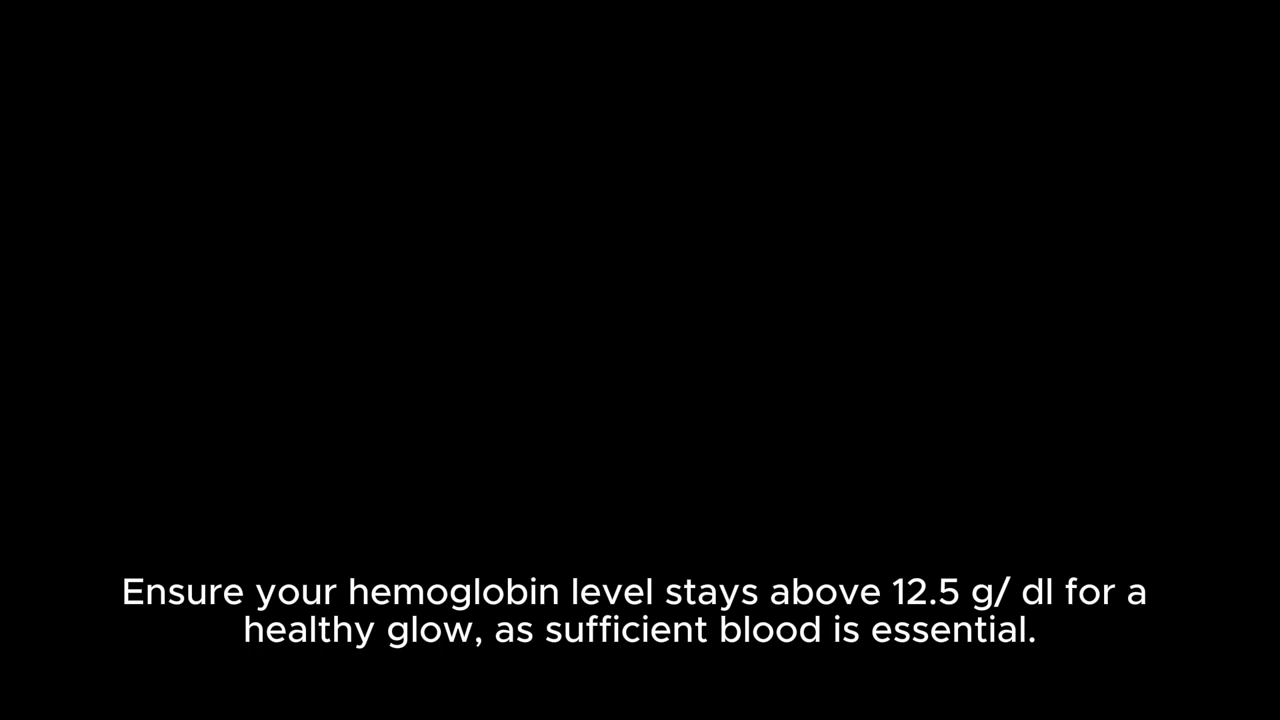 Ensure your hemoglobin level stays above 12.5 g/ dl for a
healthy glow, as sufficient blood is essential.